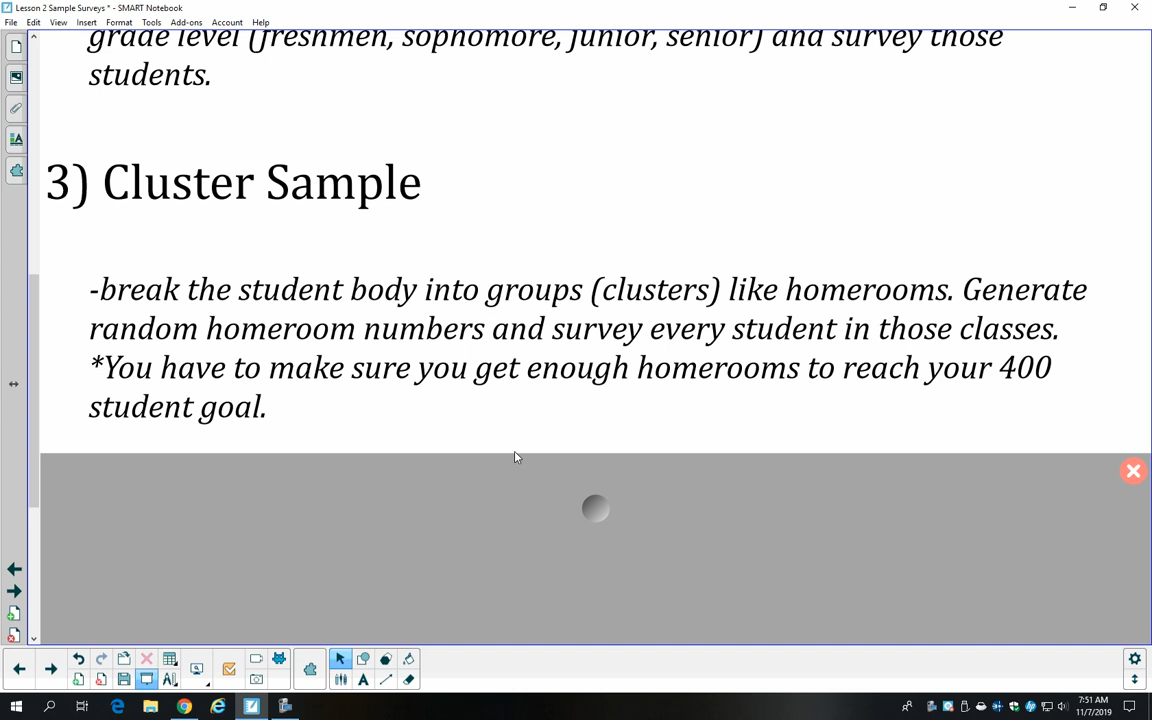 Lesson 2 Sample Surveys * - SMART Notebook
File Edit View Insert Format Tools Add-ons Account Help
grade level (freshmen, sophomore, junior, senior) and survey those
students.
3) Cluster Sample
-break the student body into groups (clusters) like homerooms. Generate
random homeroom numbers and survey every student in those classes.
*You have to make sure you get enough homerooms to reach your 400
student goal.
7:51 AM
11/7/2019